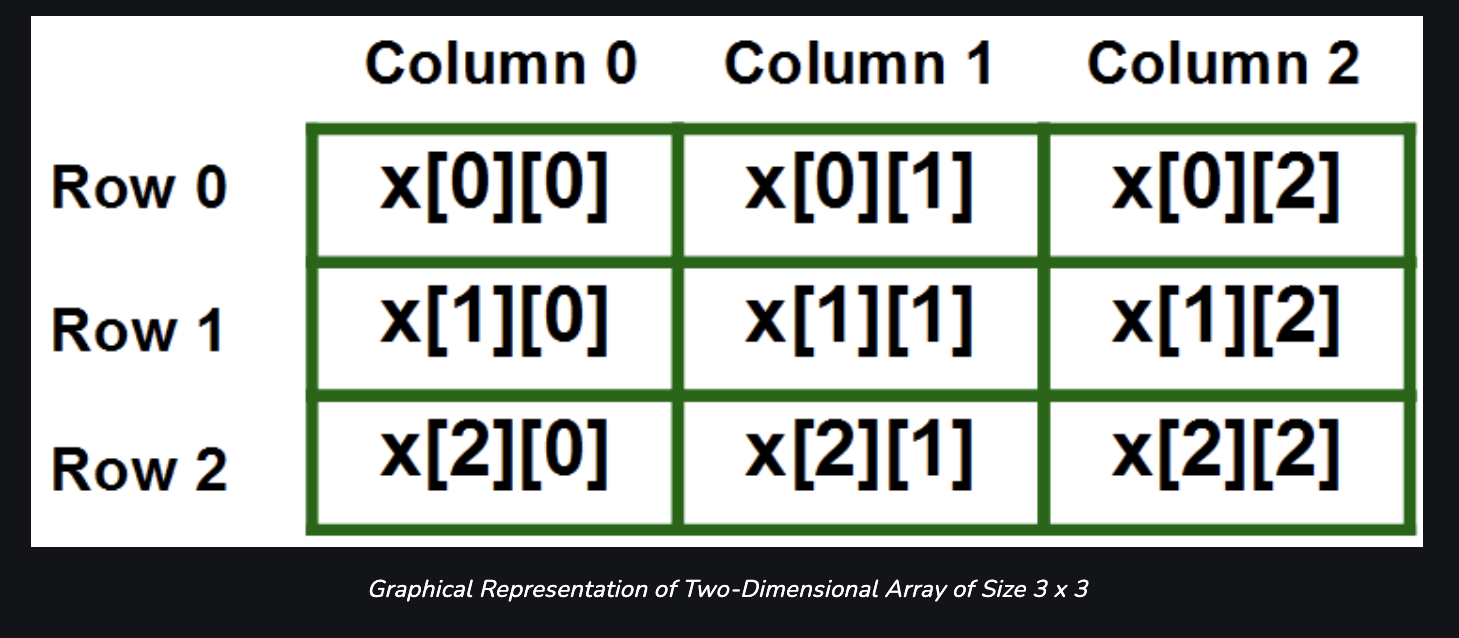 Column 0 Column 1 Column 2
Row 0 x[0][0] x[0][1] x[0][2]
Row 1 x[1][0] x[1][1] x[1][2]
Row 2 x[2][0] x[2][1] x[2][2]
Graphical Representation of Two-Dimensional Array of Size 3 x 3